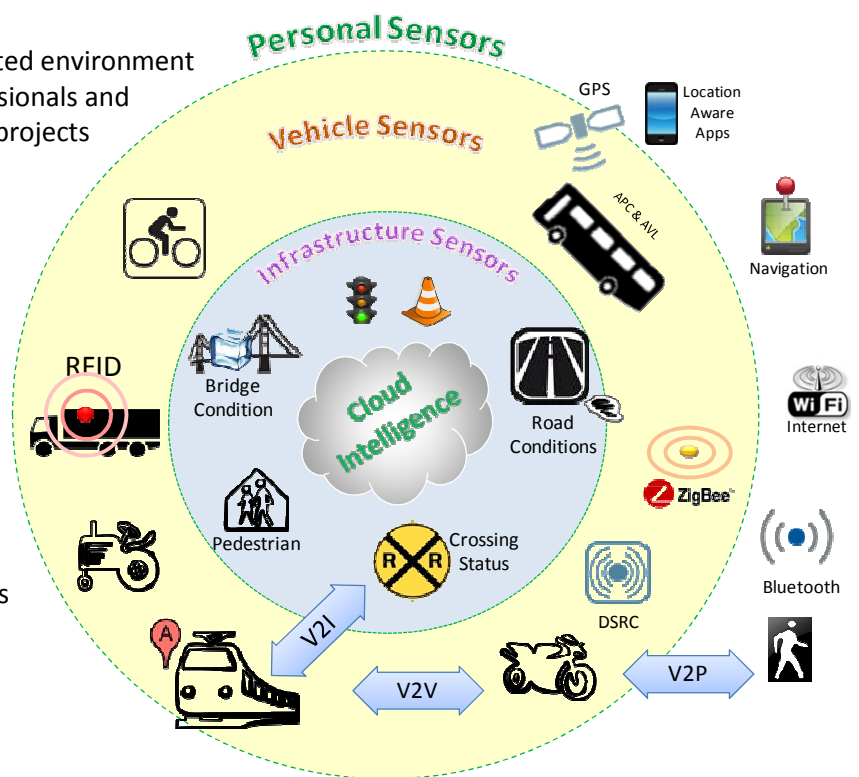 Personal Sensors
ted environment
sionals and
projects
Vehicle Sensors
GPS
Location
Aware
Apps
APC & AVL
Navigation
Infrastructure Sensors
RFID
Bridge
Condition
Cloud
Intelligence
Road
Conditions
WiFi
Internet
ZigBee
Pedestrian
R R
Crossing
Status
Bluetooth
DSRC
s
A
V2I
V2V
V2P